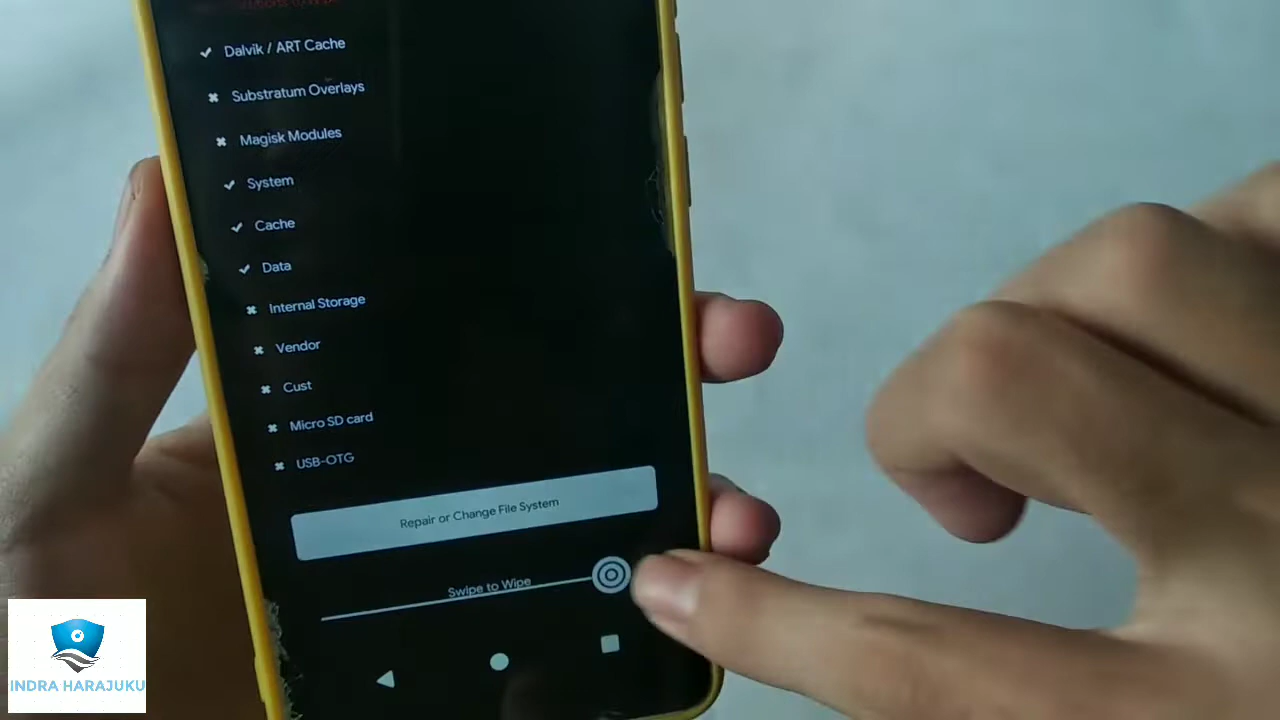 Dalvik / ART Cache
Substratum Overlays
Magisk Modules
System
Cache
Data
Internal Storage
Vendor
Cust
Micro SD card
USB-OTG
Repair or Change File System
Swipe to Wipe
INDRA HARAJUKU